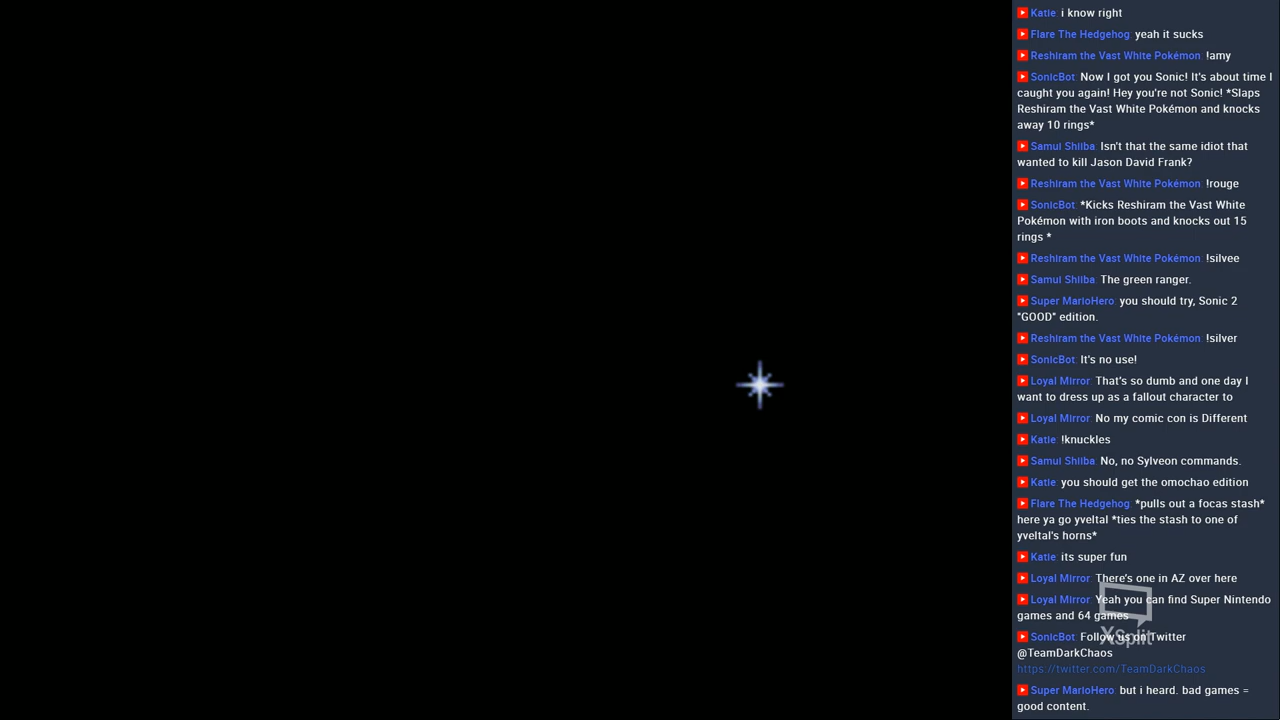 Katie: i know right
Flare The Hedgehog: yeah it sucks
Reshiram the Vast White Pokémon: !amy
SonicBot: Now I got you Sonic! It's about time I
caught you again! Hey you're not Sonic! *Slaps
Reshiram the Vast White Pokémon and knocks
away 10 rings*
Samui Shiiba: Isn't that the same idiot that
wanted to kill Jason David Frank?
Reshiram the Vast White Pokémon: !rouge
SonicBot: *Kicks Reshiram the Vast White
Pokémon with iron boots and knocks out 15
rings *
Reshiram the Vast White Pokémon: !silvee
Samui Shiiba: The green ranger.
Super MarioHero: you should try, Sonic 2
"GOOD" edition.
Reshiram the Vast White Pokémon: !silver
SonicBot: It's no use!
Loyal Mirror: That's so dumb and one day I
want to dress up as a fallout character to
Loyal Mirror: No my comic con is Different
Katie: !knuckles
Samui Shiiba: No, no Sylveon commands.
Katie: you should get the omochao edition
Flare The Hedgehog: *pulls out a focas stash*
here ya go yveltal *ties the stash to one of
yveltal's horns*
Katie: its super fun
Loyal Mirror: There's one in AZ over here
Loyal Mirror: Yeah you can find Super Nintendo
games and 64 games
XSplit
SonicBot: Follow us on Twitter
@TeamDarkChaos
https://twitter.com/TeamDarkChaos
Super MarioHero: but i heard. bad games =
good content.